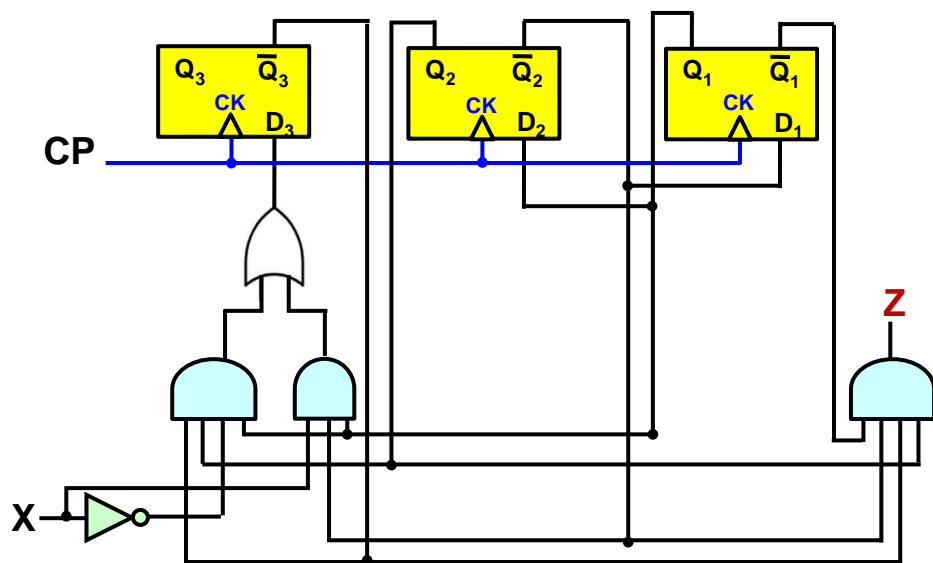 Q₃ Q̅₃
CK
D₃
Q₂ Q̅₂
CK
D₂
Q₁ Q̅₁
CK
D₁
CP
Z
X